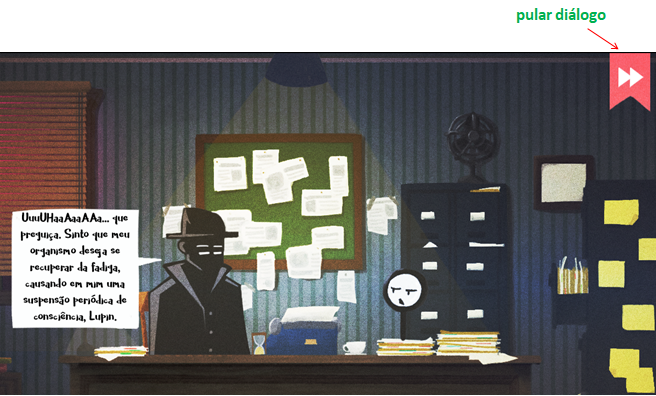 pular diálogo
UuuUHaaAaaAAa... que
preguiça. Sinto que meu
organismo deseja se
recuperar da fadiga,
causando em mim uma
suspensão periódica de
consciência, Lupin.